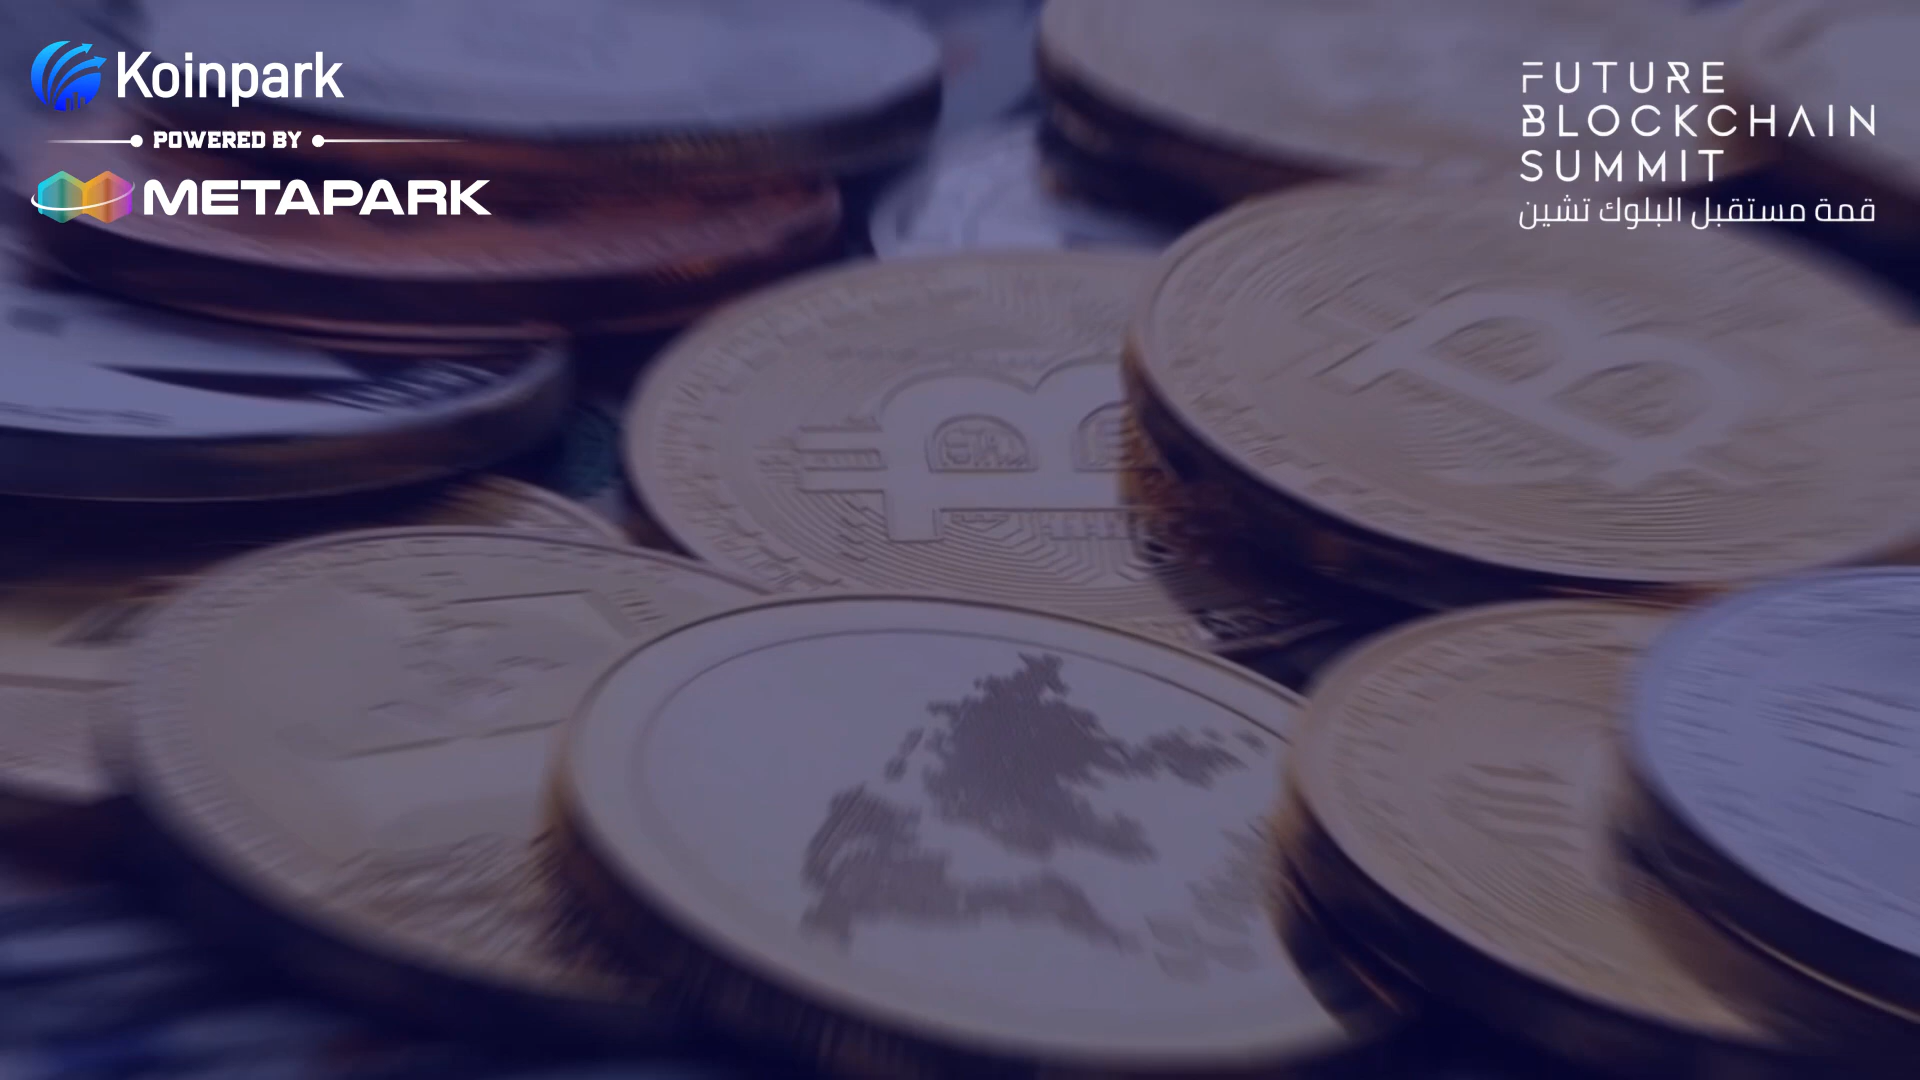 Koinpark
POWERED BY
METAPARK
FUTURE
BLOCKCHAIN
SUMMIT
قمة مستقبل البلوك تشين